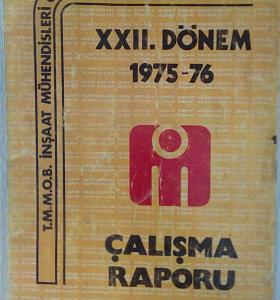 T.M.M.O.B. İNŞAAT MÜHENDİSLERİ
XXII. DÖNEM
1975-76
ÇALIŞMA
RAPORU